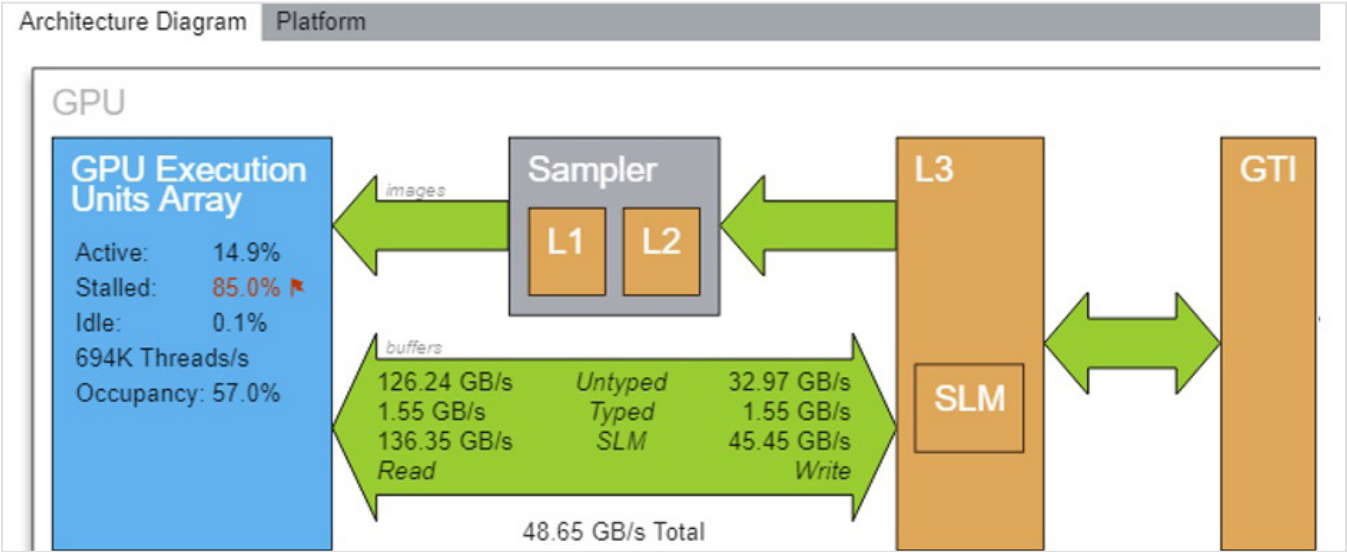 Architecture Diagram Platform
GPU
GPU Execution
Units Array
Active: 14.9%
Stalled: 85.0%
Idle: 0.1%
694K Threads/s
Occupancy: 57.0%
images
Sampler
L1 L2
buffers
126.24 GB/s Untyped 32.97 GB/s
1.55 GB/s Typed 1.55 GB/s
136.35 GB/s SLM 45.45 GB/s
Read Write
48.65 GB/s Total
L3
SLM
GTI